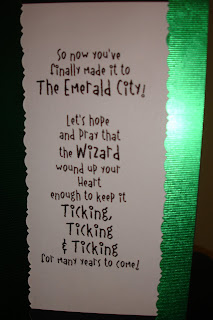 So now you've
finally made it to
The Emerald City!
Let's hope
and pray that
the Wizard
wound up your
Heart
enough to keep it
Ticking,
Ticking
& Ticking
for many years to come!